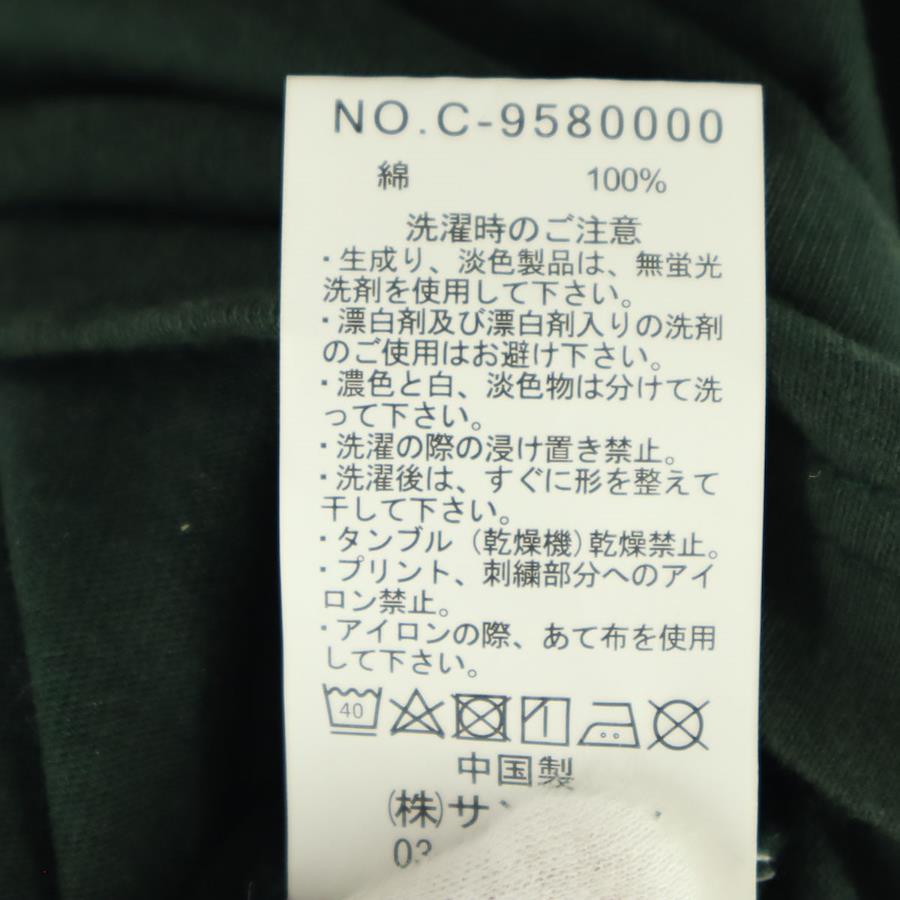 NO.C-9580000
綿 100%
洗濯時のご注意
・生成り、淡色製品は、無蛍光
洗剤を使用して下さい。
・漂白剤及び漂白剤入りの洗剤
のご使用はお避け下さい。
・濃色と白、淡色物は分けて洗
って下さい。
・洗濯の際の浸け置き禁止。
・洗濯後は、すぐに形を整えて
干して下さい。
・タンブル(乾燥機)乾燥禁止。
・プリント、刺繍部分へのアイ
ロン禁止。
・アイロンの際、あて布を使用
して下さい。
40
中国製
(株)サ
03